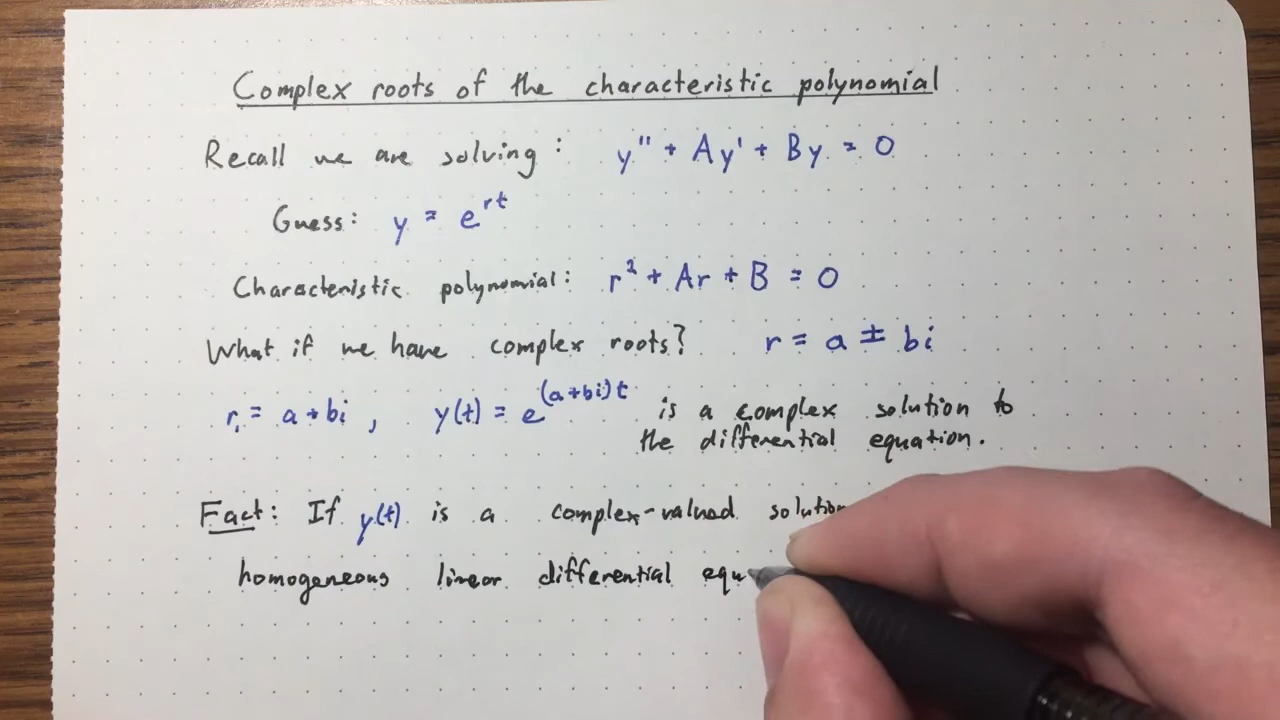 Complex roots of the characteristic polynomial
Recall we are solving: y'' + Ay' + By = 0
Guess: y = e^{rt}
Characteristic polynomial: r² + Ar + B = 0
What if we have complex roots? r = a ± bi
r₁ = a + bi, y(t) = e^{(a+bi)t} is a complex solution to
the differential equation.
Fact: If y(t) is a complex-valued solution
homogeneous linear differential equ